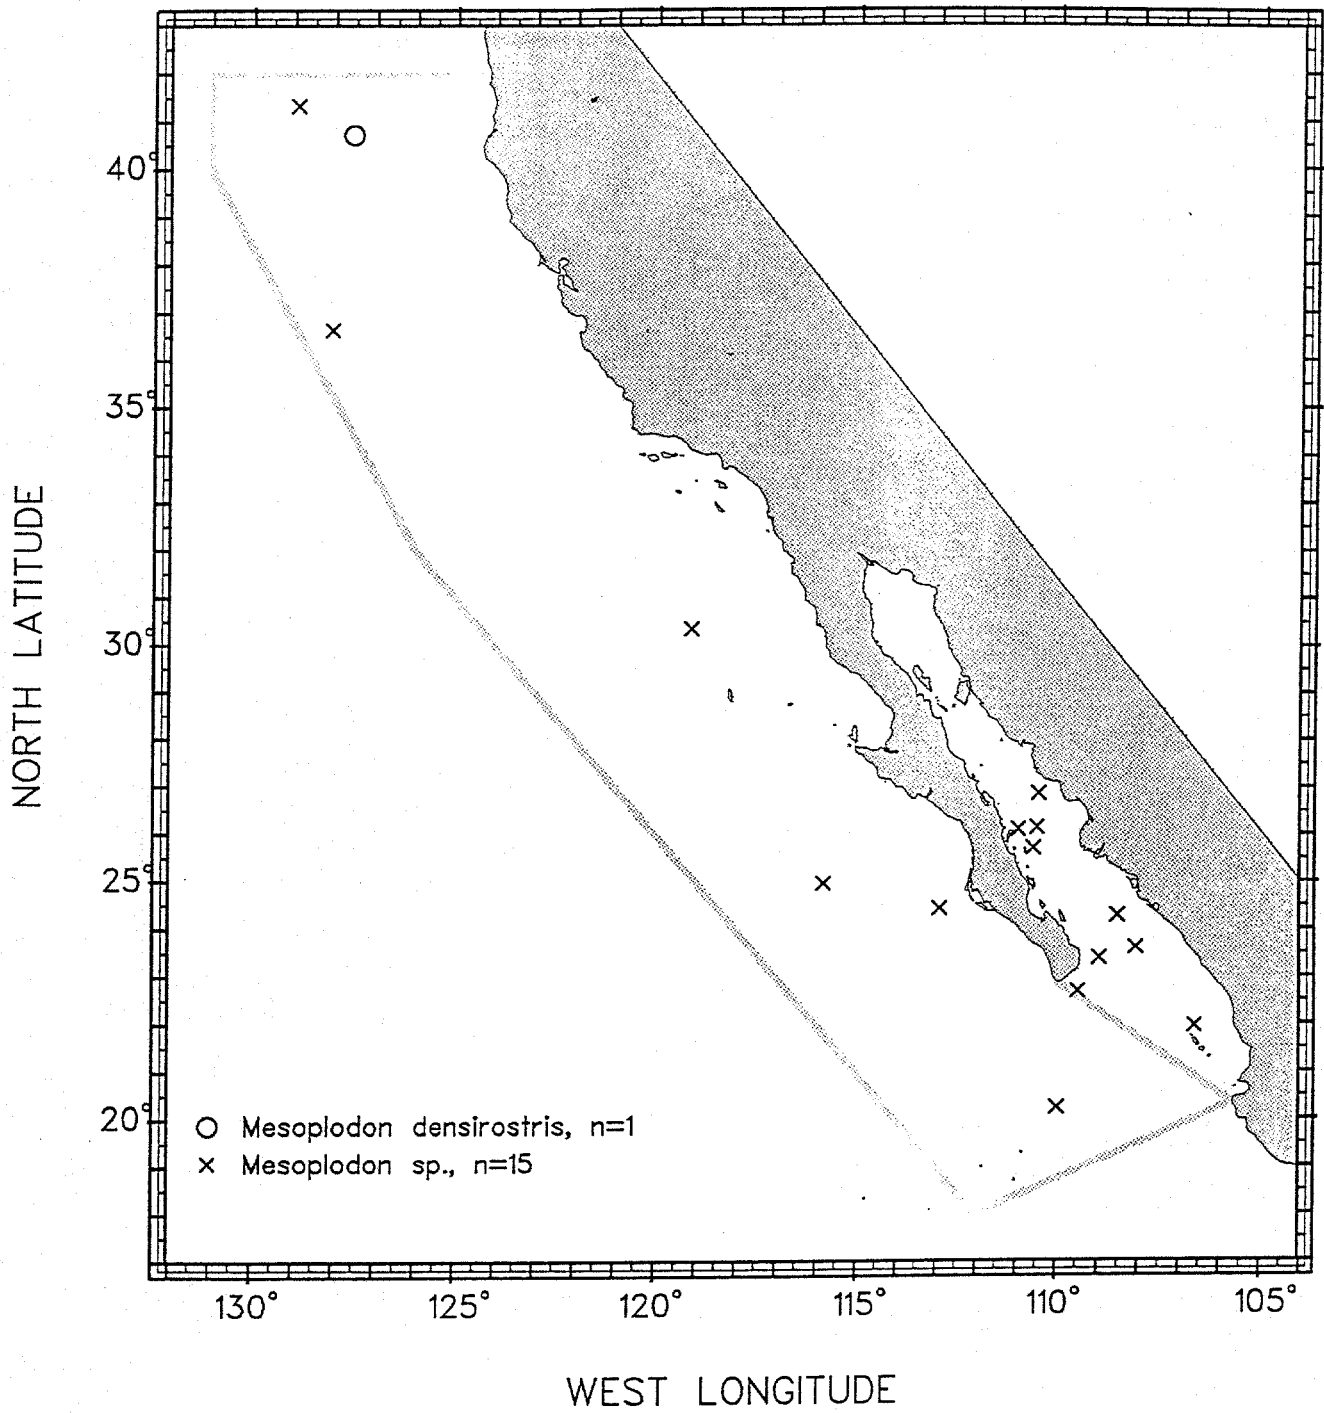 40°
35°
30°
25°
20°
NORTH LATITUDE
O Mesoplodon densirostris, n=1
× Mesoplodon sp., n=15
130° 125° 120° 115° 110° 105°
WEST LONGITUDE